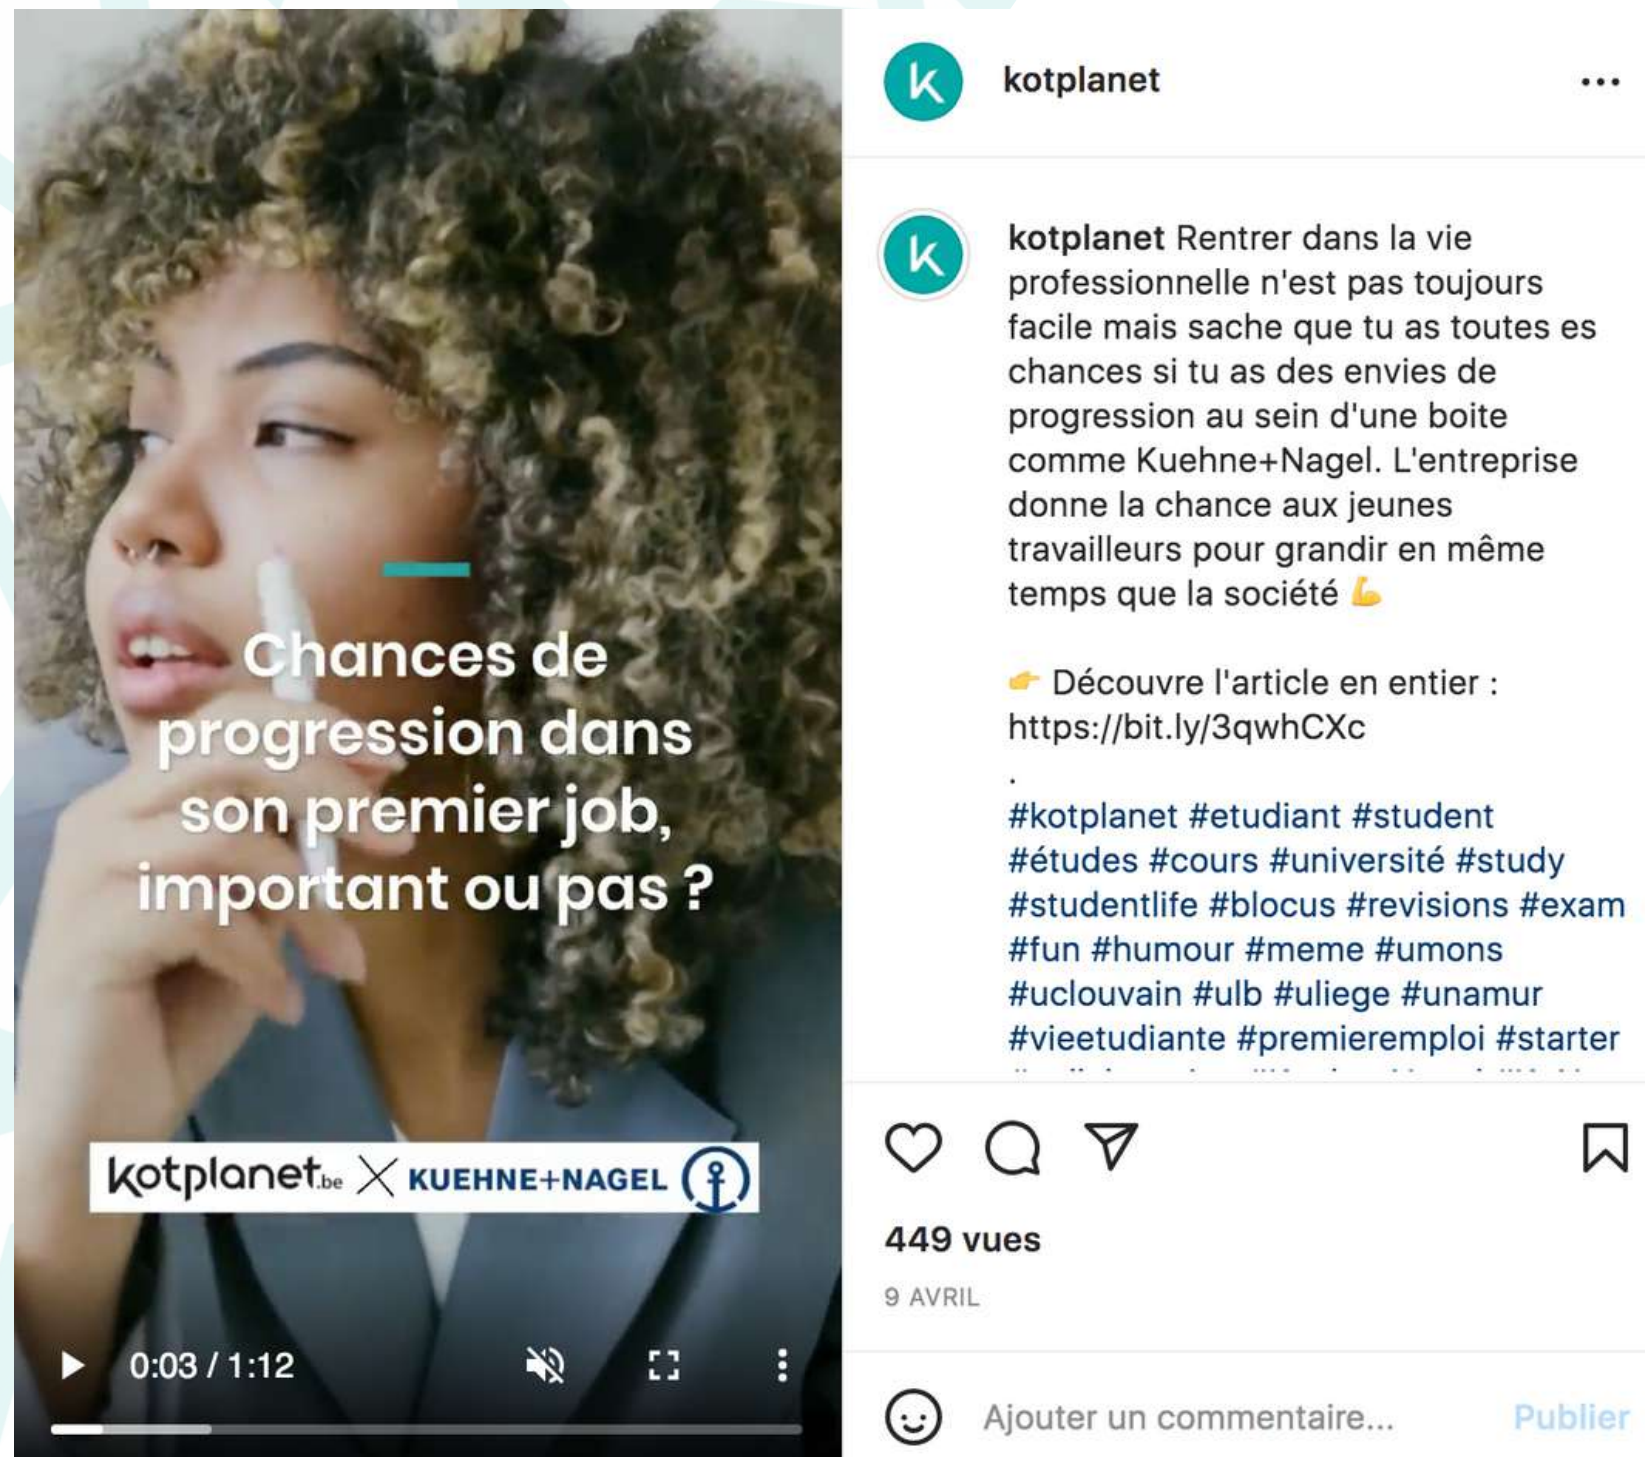 Chances de
progression dans
son premier job,
important ou pas ?
kotplanet.be X KUEHNE+NAGEL
0:03 / 1:12
kotplanet
kotplanet Rentrer dans la vie
professionnelle n'est pas toujours
facile mais sache que tu as toutes es
chances si tu as des envies de
progression au sein d'une boite
comme Kuehne+Nagel. L'entreprise
donne la chance aux jeunes
travailleurs pour grandir en même
temps que la société 💪
👉 Découvre l'article en entier :
https://bit.ly/3qwhCXc
.
#kotplanet #etudiant #student
#études #cours #université #study
#studentlife #blocus #revisions #exam
#fun #humour #meme #umons
#uclouvain #ulb #uliege #unamur
#vieetudiante #premieremploi #starter
449 vues
9 AVRIL
Ajouter un commentaire...
Publier